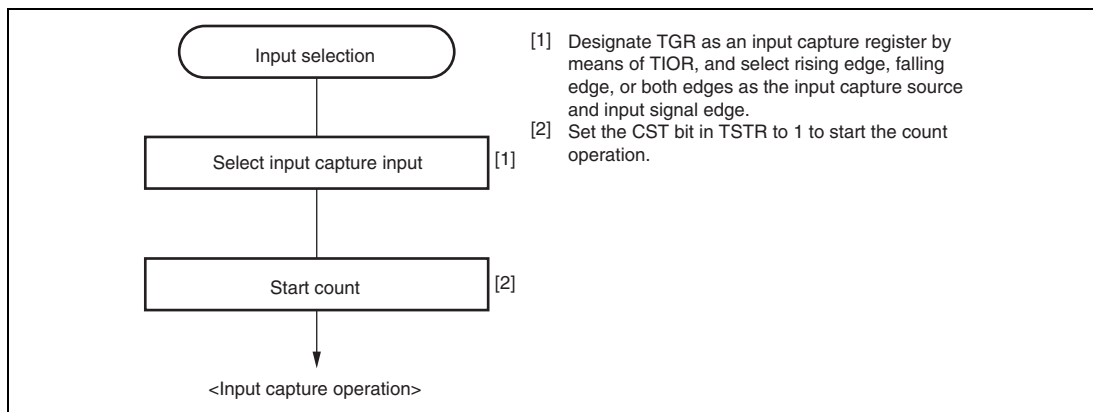 Input selection
Select input capture input
[1]
Start count
[2]
<Input capture operation>
[1] Designate TGR as an input capture register by
means of TIOR, and select rising edge, falling
edge, or both edges as the input capture source
and input signal edge.
[2] Set the CST bit in TSTR to 1 to start the count
operation.